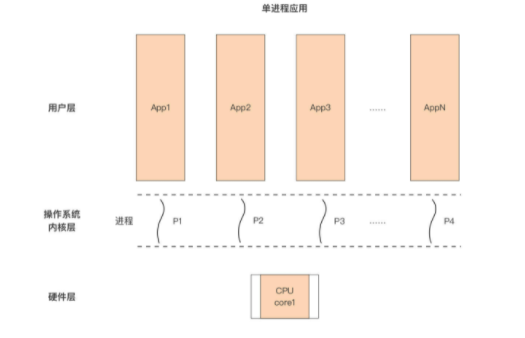 单进程应用
用户层
App1
App2
App3
......
AppN
操作系统
内核层
进程
P1
P2
P3
......
P4
硬件层
CPU
core1